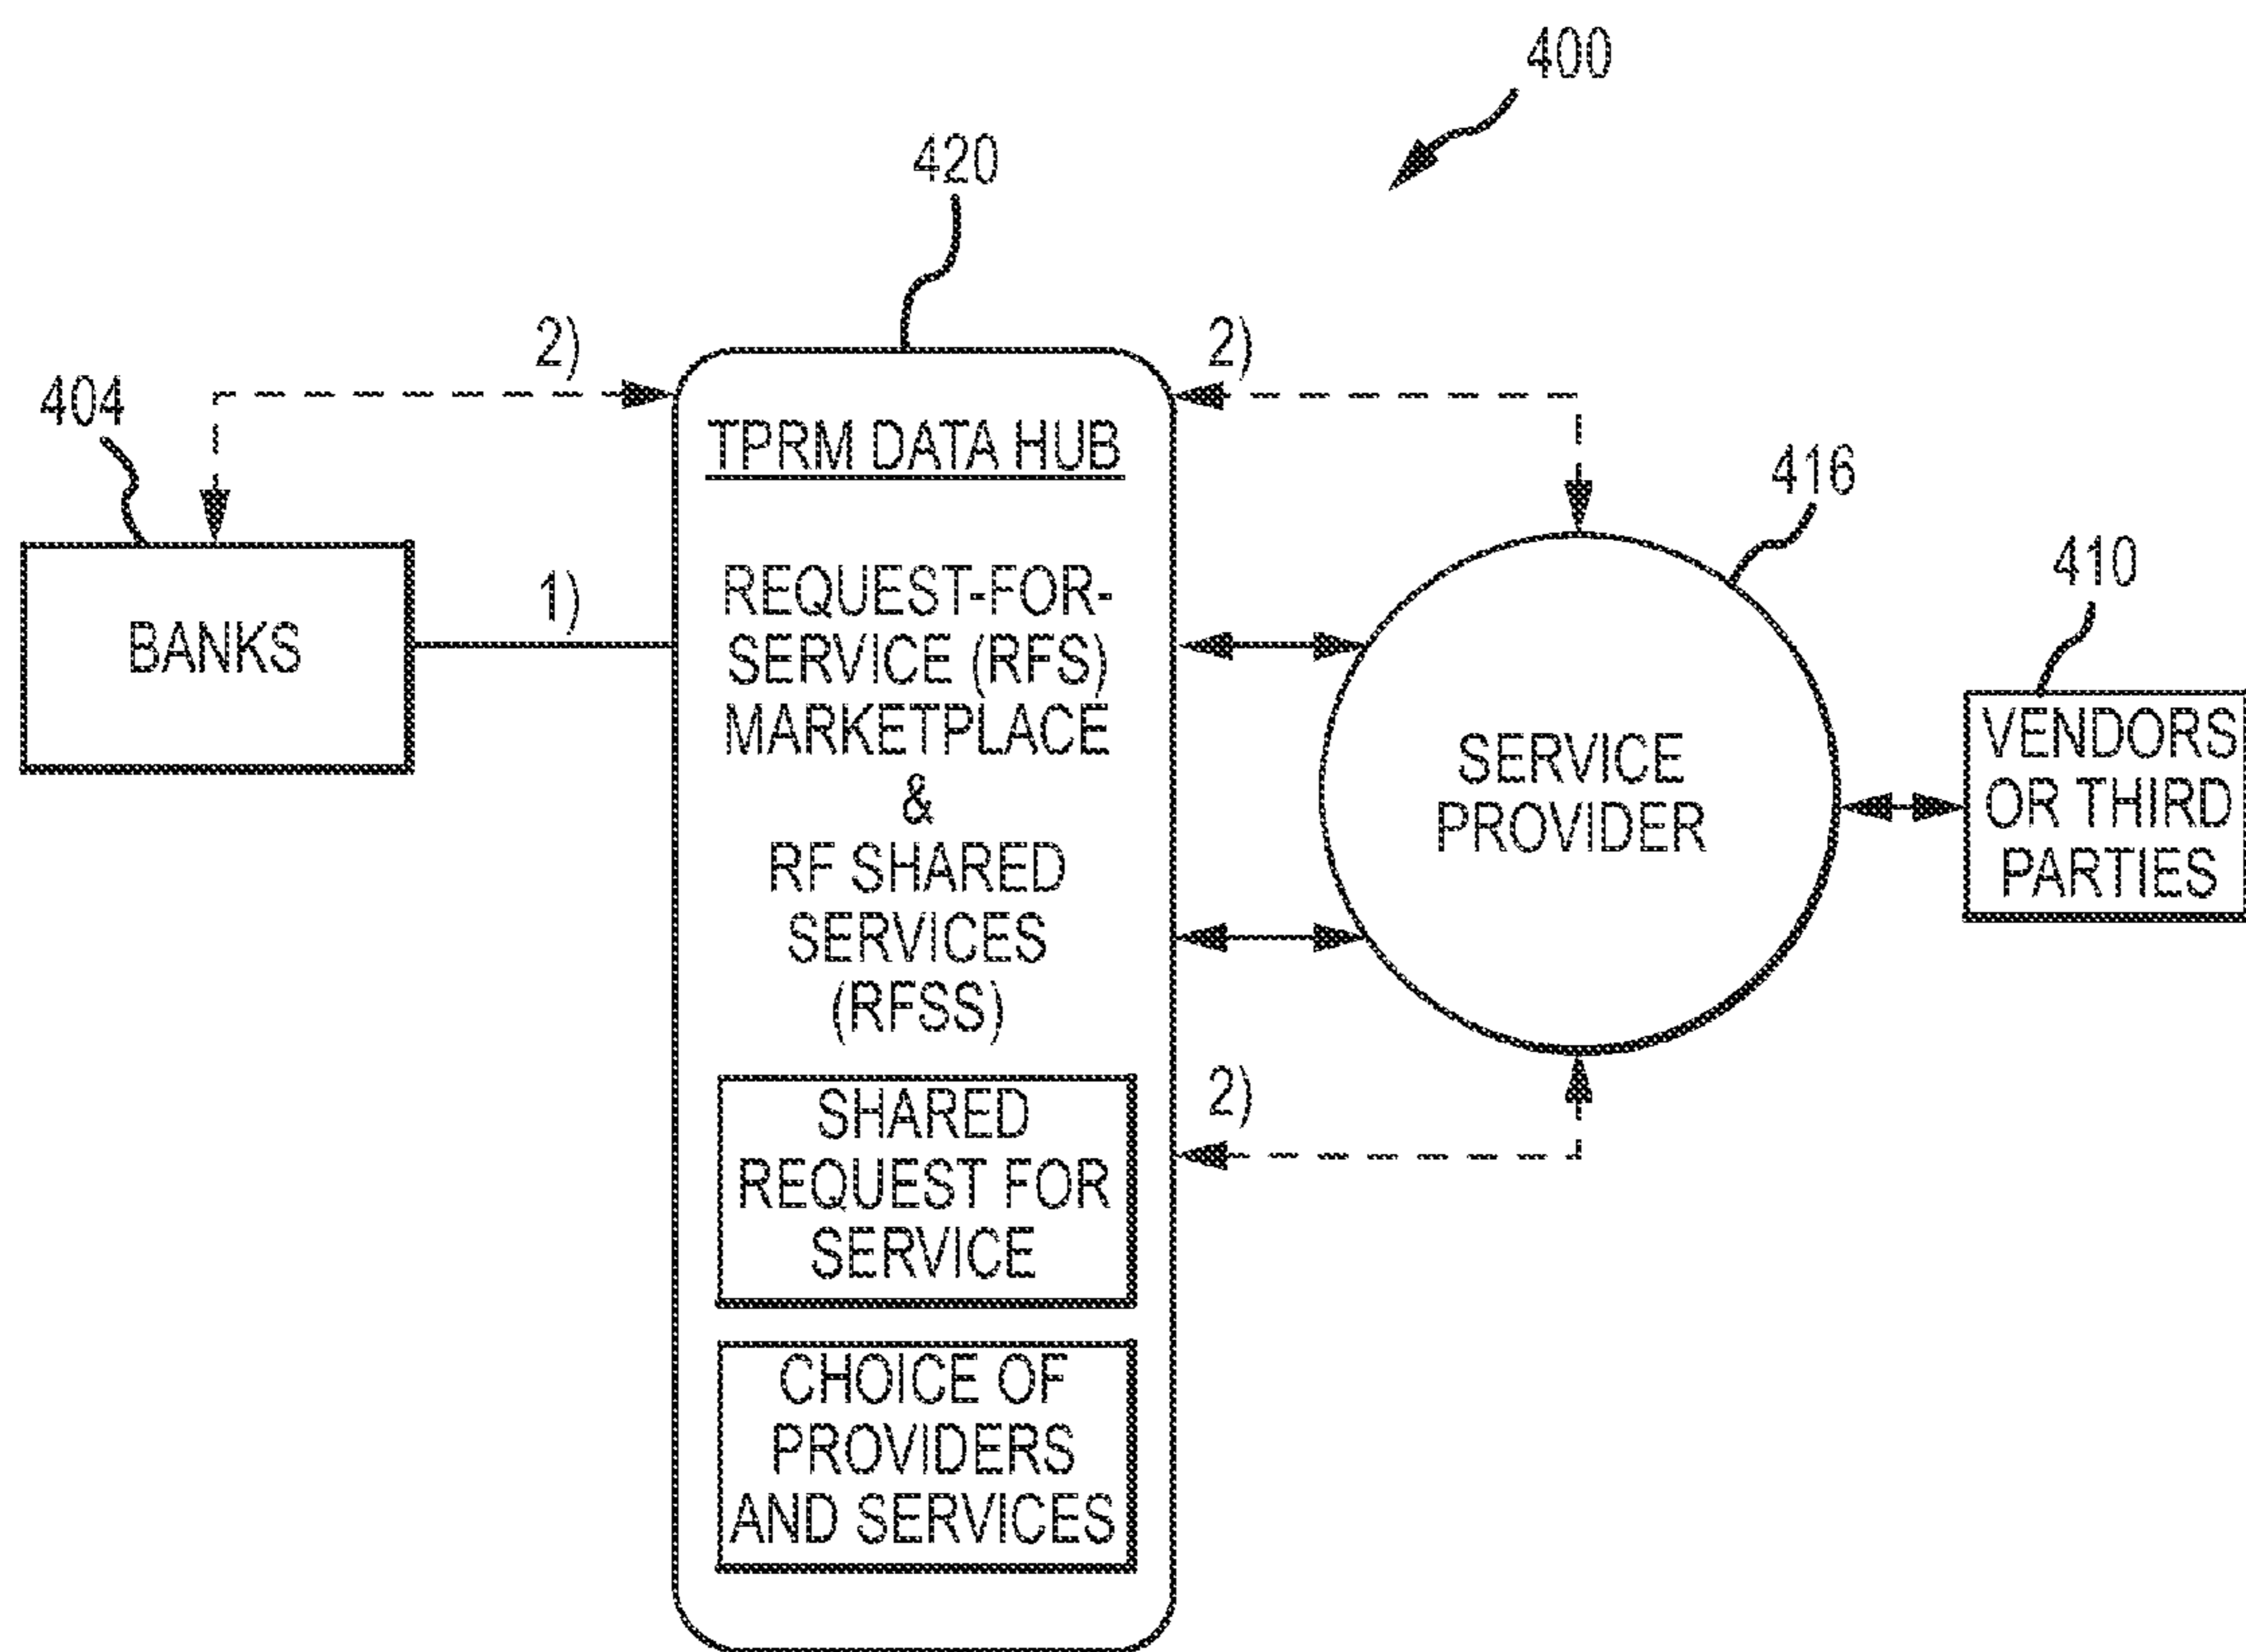 400
420
2)
2)
404
TPRM DATA HUB
416
410
1)
BANKS
REQUEST-FOR-
SERVICE (RFS)
MARKETPLACE
&
RF SHARED
SERVICES
(RFSS)
SERVICE
PROVIDER
VENDORS
OR THIRD
PARTIES
2)
SHARED
REQUEST FOR
SERVICE
CHOICE OF
PROVIDERS
AND SERVICES